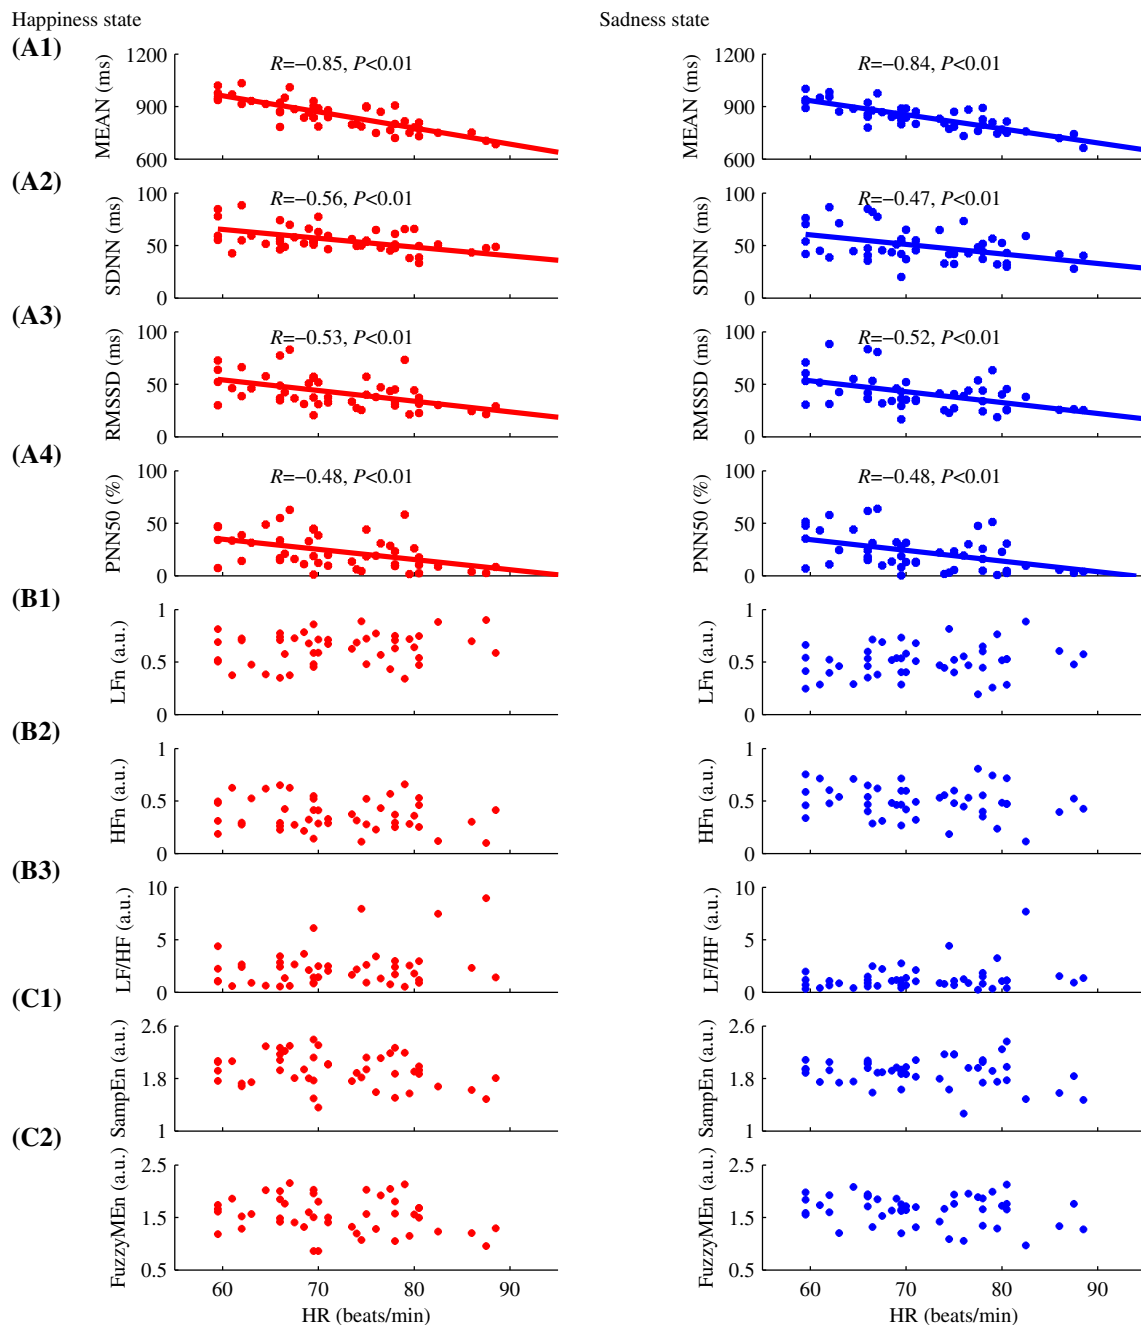 Happiness state
Sadness state
(A1)
MEAN (ms)
1200
900
600
R=−0.85, P<0.01
MEAN (ms)
1200
900
600
R=−0.84, P<0.01
(A2)
SDNN (ms)
100
50
0
R=−0.56, P<0.01
SDNN (ms)
100
50
0
R=−0.47, P<0.01
(A3)
RMSSD (ms)
100
50
0
R=−0.53, P<0.01
RMSSD (ms)
100
50
0
R=−0.52, P<0.01
(A4)
PNN50 (%)
100
50
0
R=−0.48, P<0.01
PNN50 (%)
100
50
0
R=−0.48, P<0.01
(B1)
LFn (a.u.)
1
0.5
0
LFn (a.u.)
1
0.5
0
(B2)
HFn (a.u.)
1
0.5
0
HFn (a.u.)
1
0.5
0
(B3)
LF/HF (a.u.)
10
5
0
LF/HF (a.u.)
10
5
0
(C1)
SampEn (a.u.)
2.6
1.8
1
SampEn (a.u.)
2.6
1.8
1
(C2)
FuzzyMEn (a.u.)
2.5
1.5
0.5
FuzzyMEn (a.u.)
2.5
1.5
0.5
60 70 80 90
HR (beats/min)
60 70 80 90
HR (beats/min)